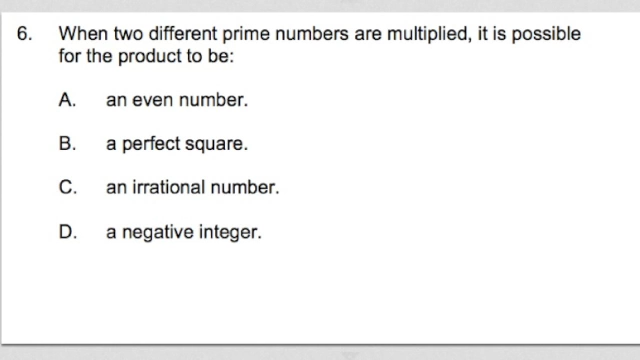 6. When two different prime numbers are multiplied, it is possible
for the product to be:
A. an even number.
B. a perfect square.
C. an irrational number.
D. a negative integer.